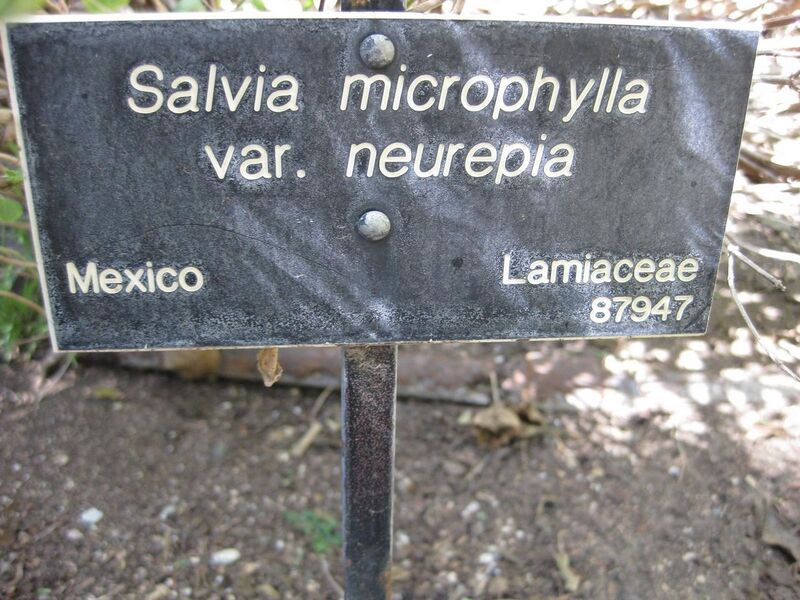 Salvia microphylla
var. neurepia
Mexico
Lamiaceae
87947